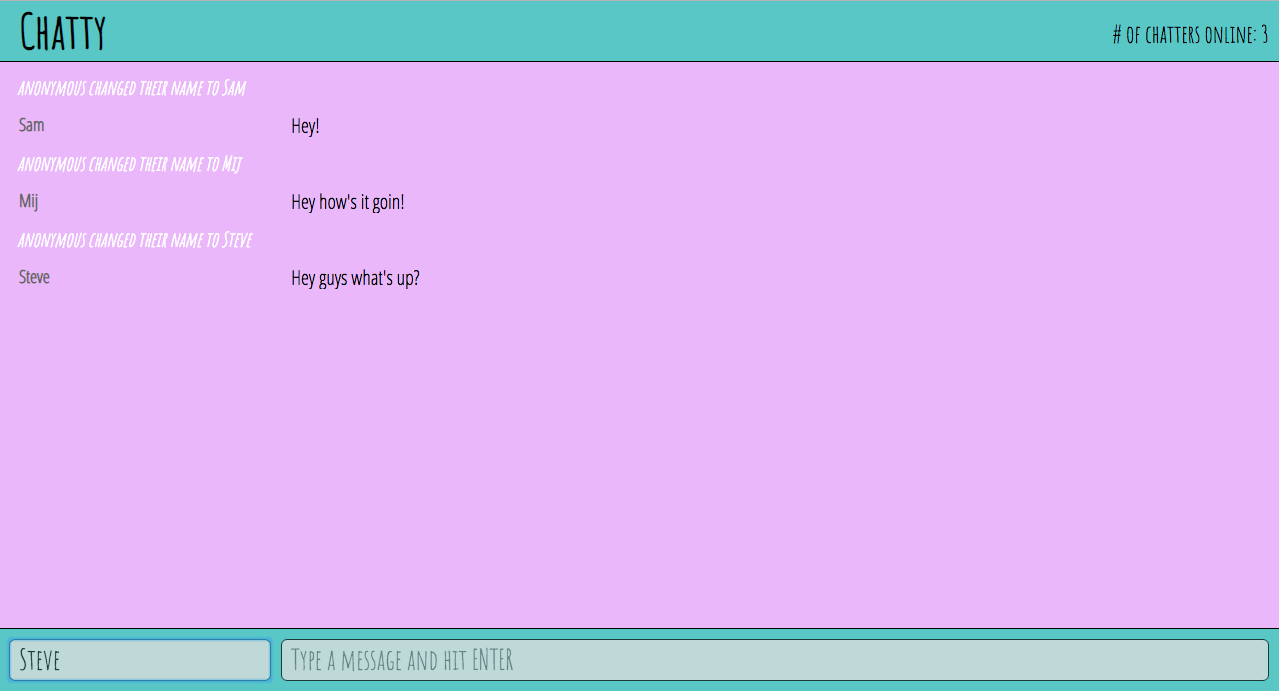 Chatty
# of chatters online: 3
anonymous changed their name to Sam
Sam Hey!
anonymous changed their name to Mij
Mij Hey how's it goin!
anonymous changed their name to Steve
Steve Hey guys what's up?
Steve Type a message and hit ENTER